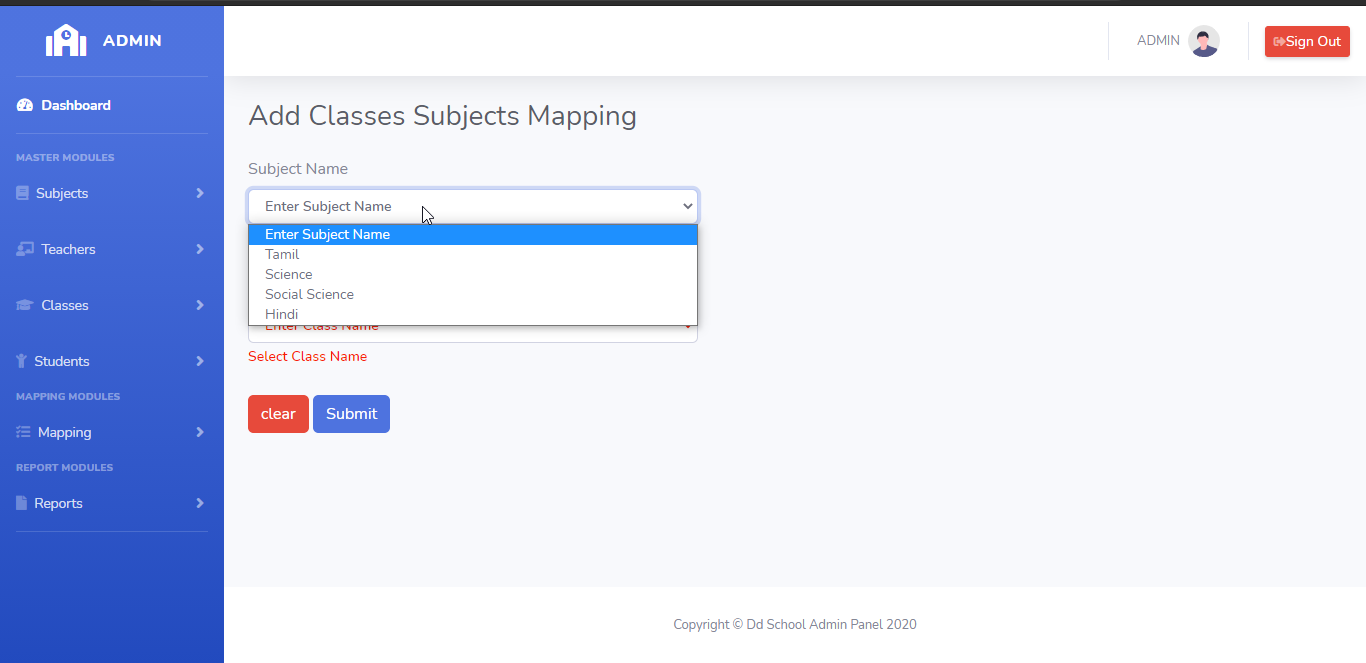 ADMIN
ADMIN
Sign Out
Dashboard
MASTER MODULES
Subjects
Teachers
Classes
Students
MAPPING MODULES
Mapping
REPORT MODULES
Reports
Add Classes Subjects Mapping
Subject Name
Enter Subject Name
Enter Subject Name
Tamil
Science
Social Science
Hindi
Enter Class Name
Select Class Name
clear
Submit
Copyright © Dd School Admin Panel 2020